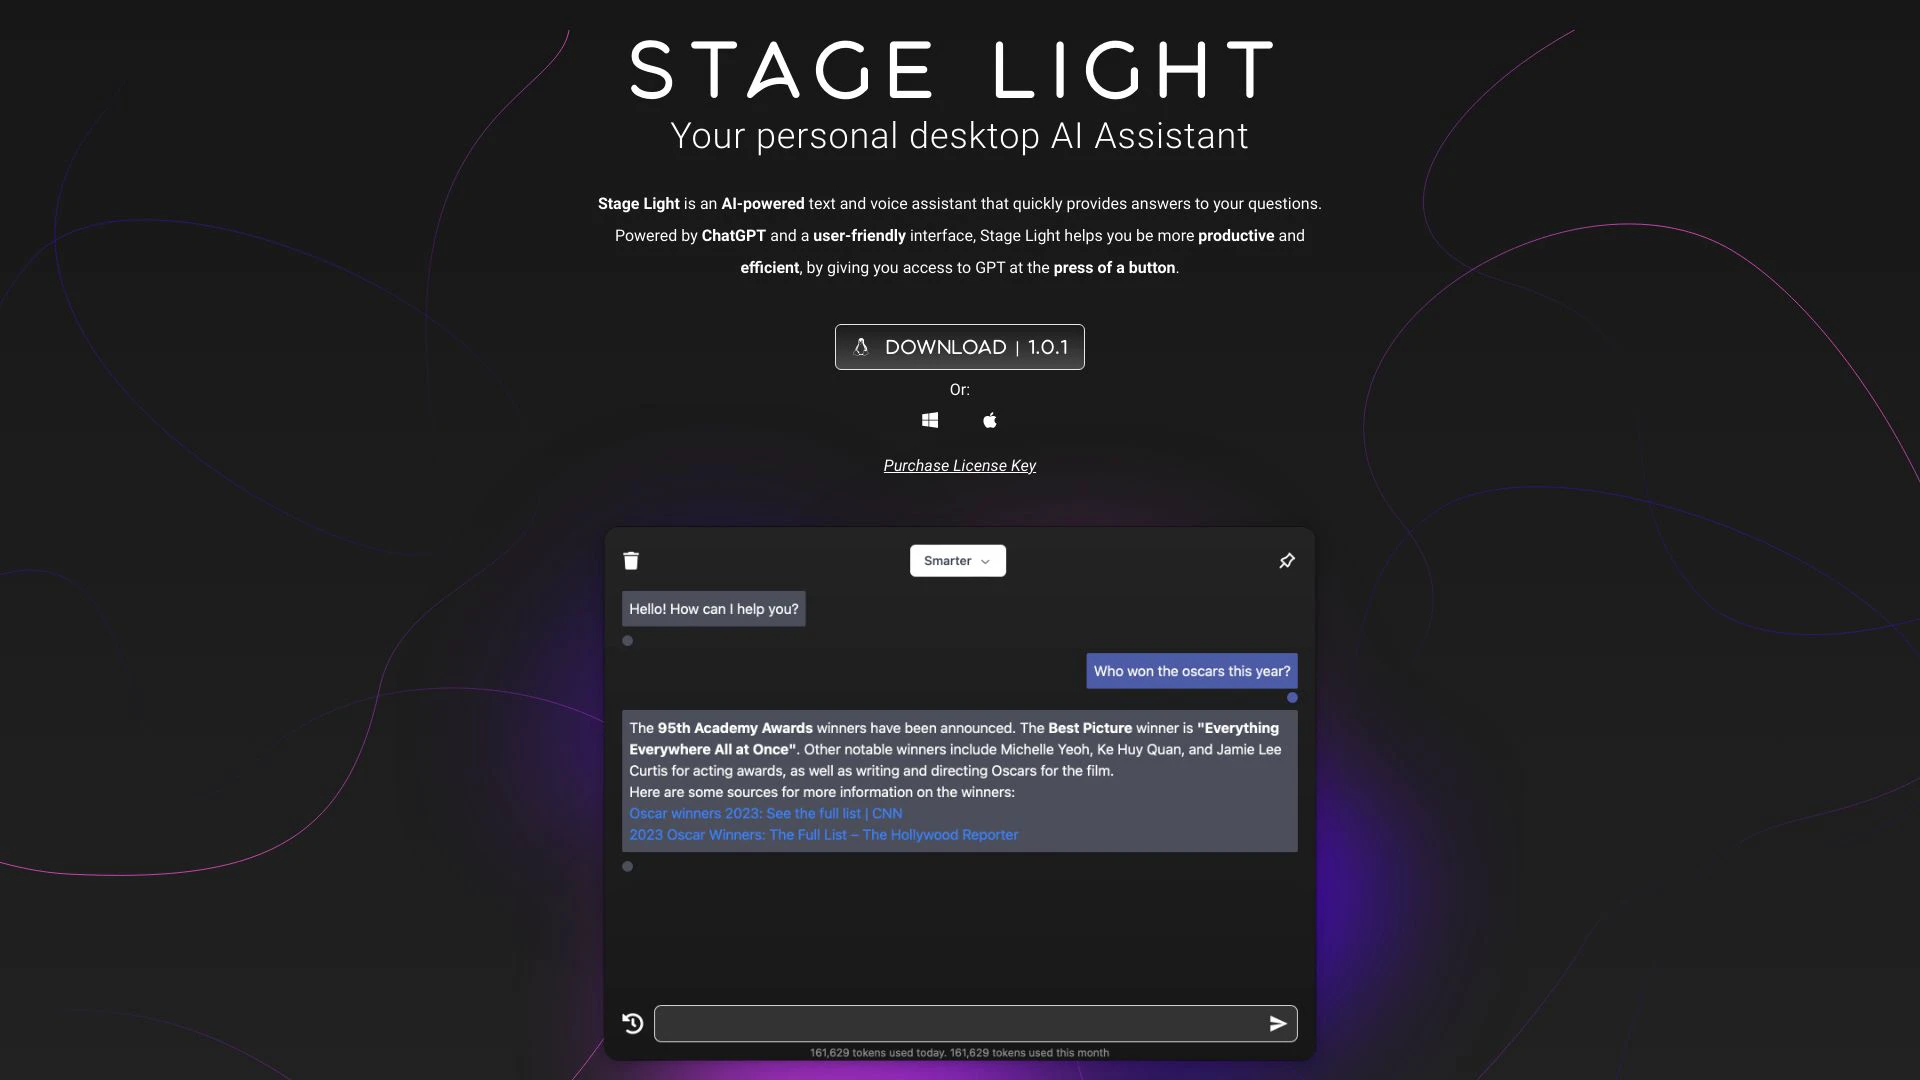 STAGE LIGHT
Your personal desktop AI Assistant
Stage Light is an AI-powered text and voice assistant that quickly provides answers to your questions.
Powered by ChatGPT and a user-friendly interface, Stage Light helps you be more productive and
efficient, by giving you access to GPT at the press of a button.
DOWNLOAD | 1.0.1
Or:
Purchase License Key
Smarter
Hello! How can I help you?
Who won the oscars this year?
The 95th Academy Awards winners have been announced. The Best Picture winner is "Everything
Everywhere All at Once". Other notable winners include Michelle Yeoh, Ke Huy Quan, and Jamie Lee
Curtis for acting awards, as well as writing and directing Oscars for the film.
Here are some sources for more information on the winners:
Oscar winners 2023: See the full list | CNN
2023 Oscar Winners: The Full List – The Hollywood Reporter
161,629 tokens used today. 161,629 tokens used this month